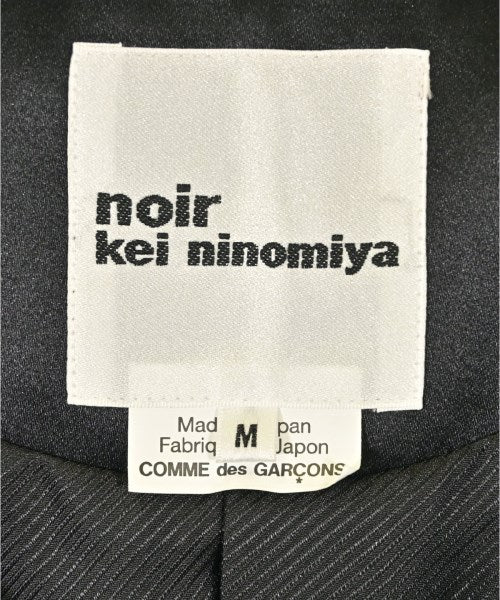 noir
kei ninomiya
Mad M pan
Fabriq Japon
COMME des GARÇONS